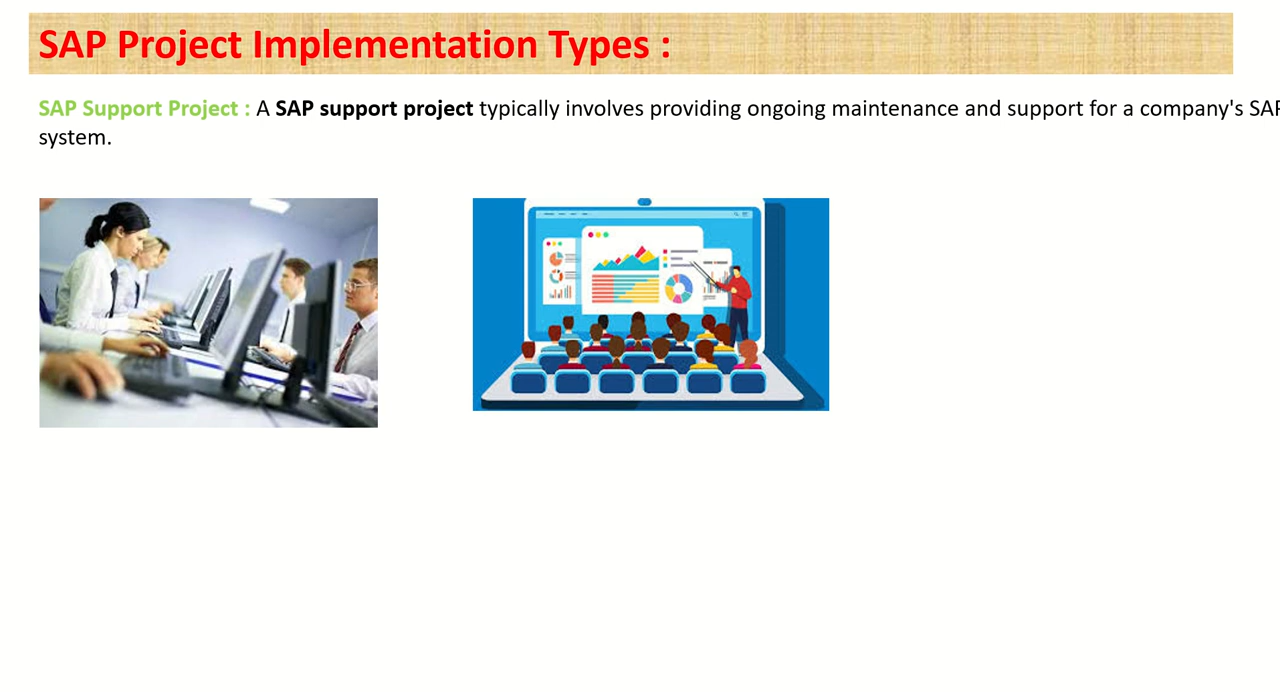 SAP Project Implementation Types :
SAP Support Project : A SAP support project typically involves providing ongoing maintenance and support for a company's SAP
system.